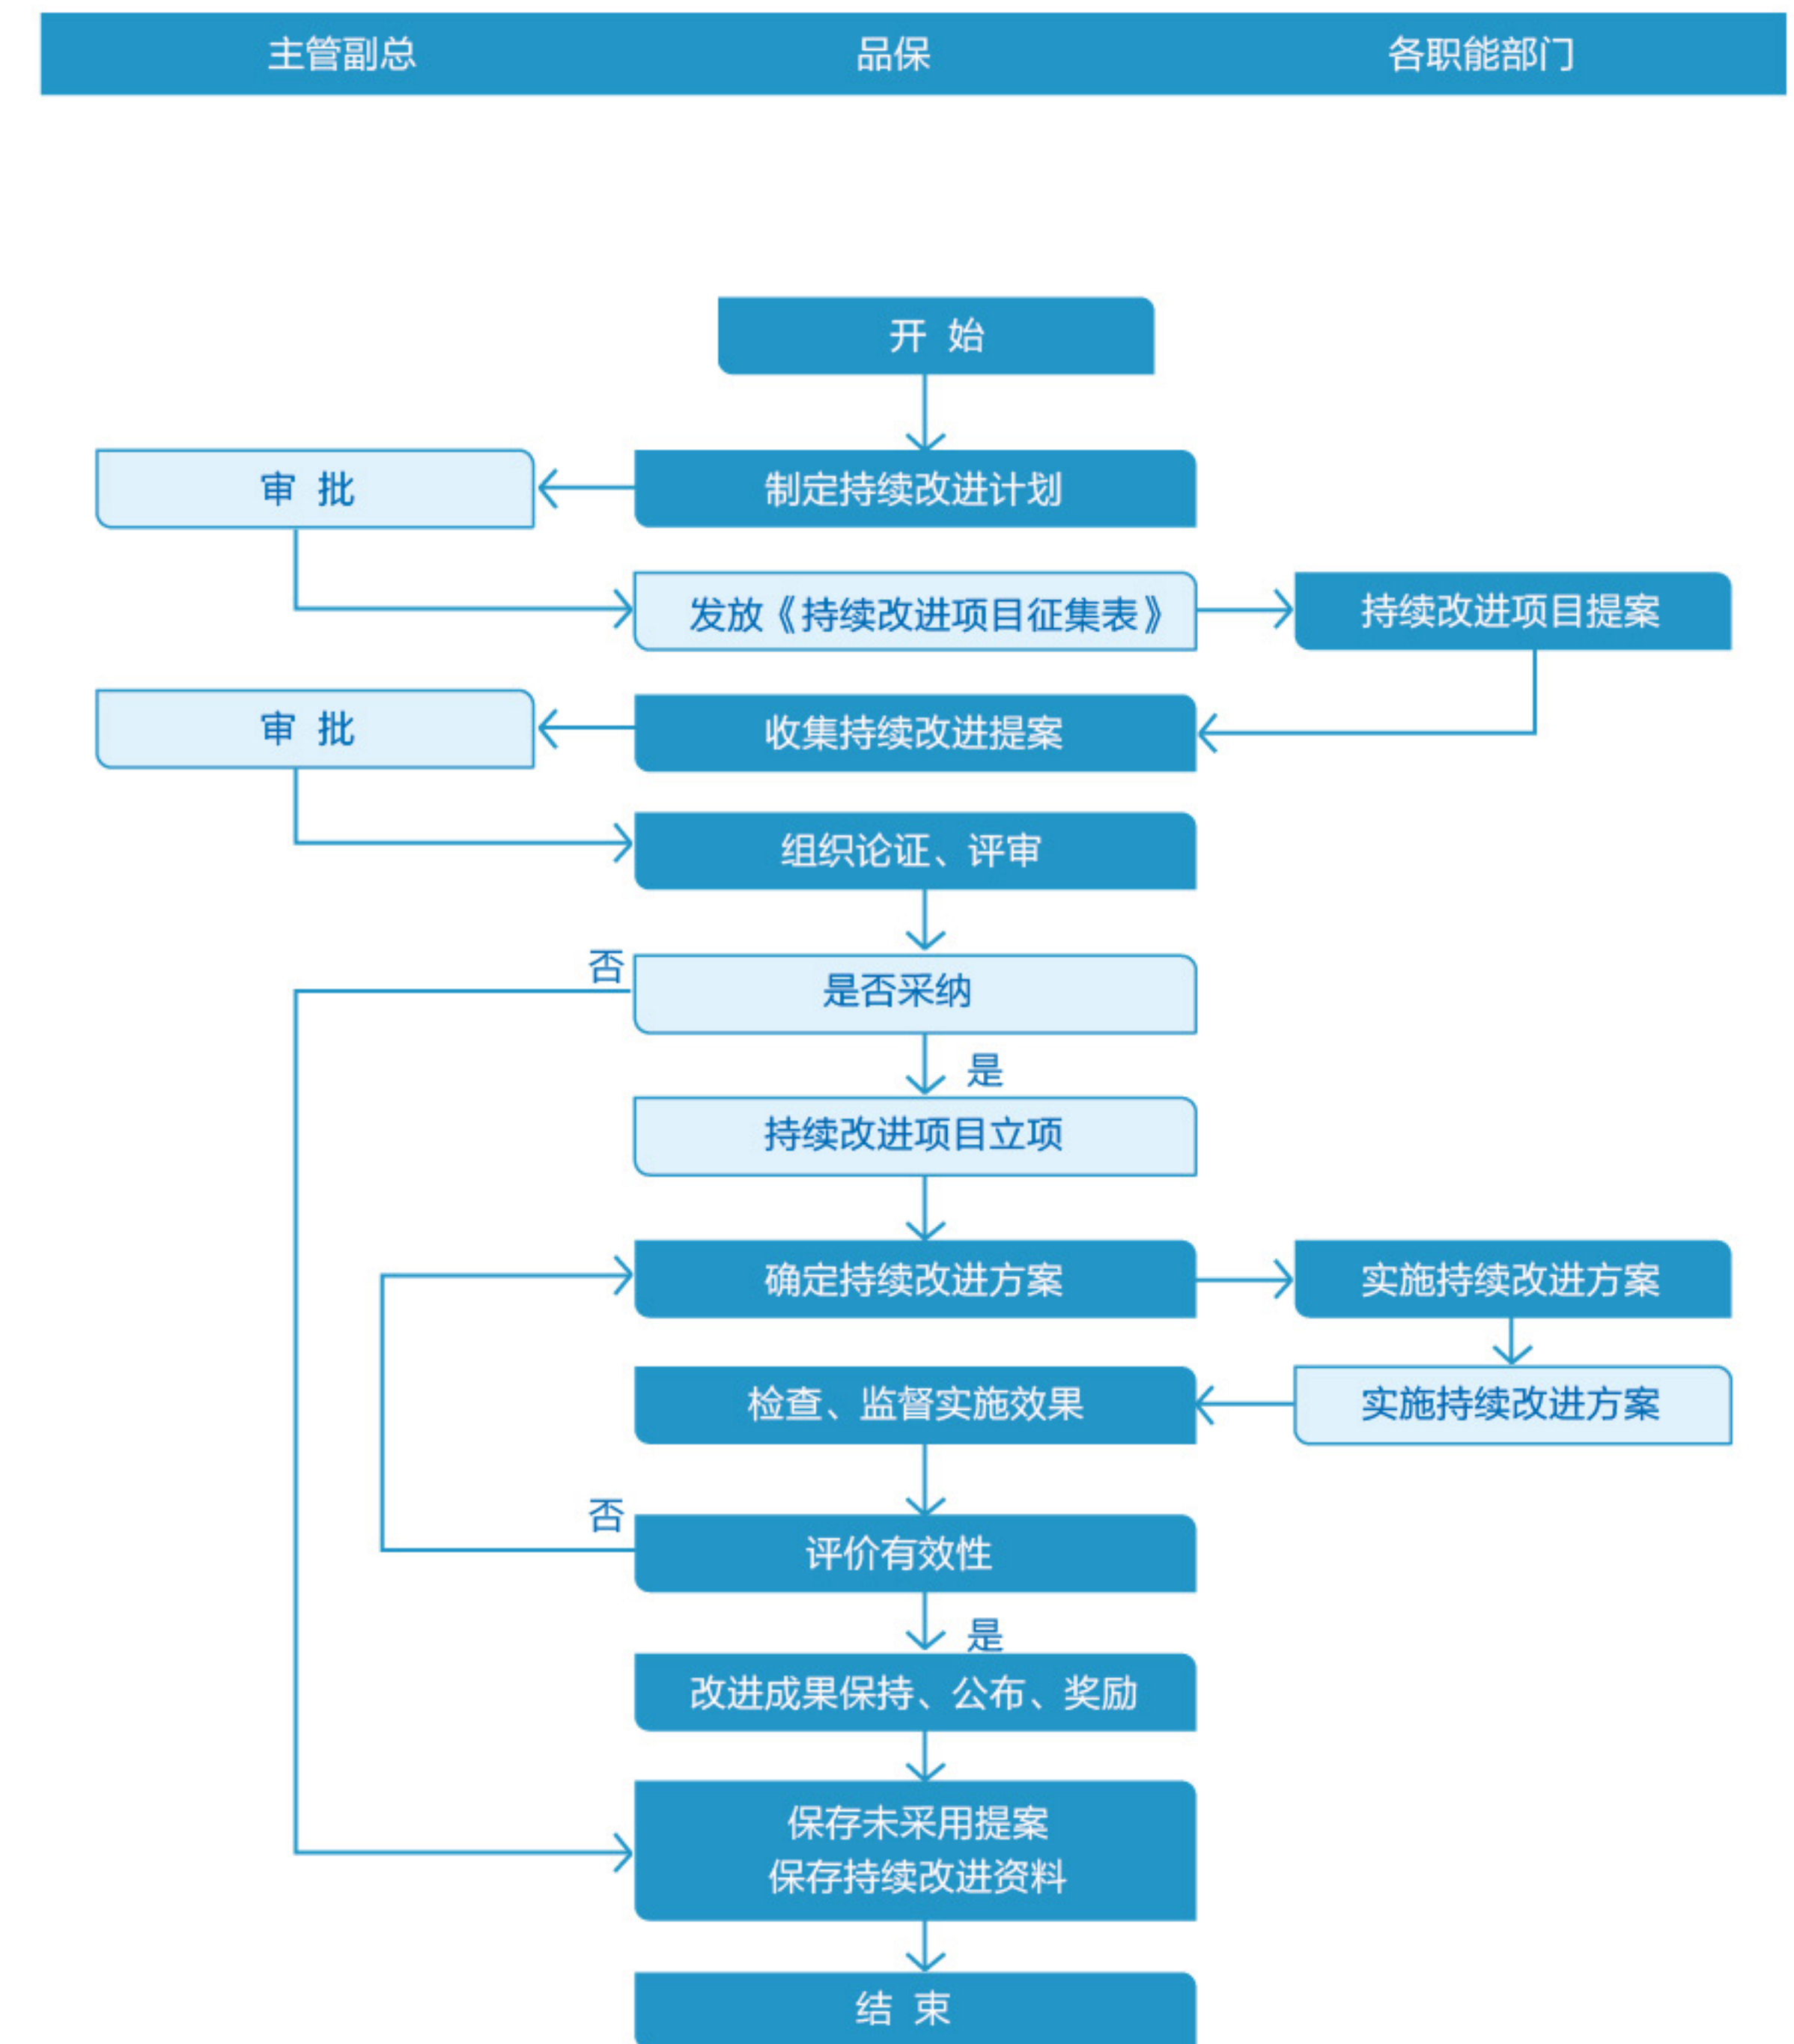 主管副总
品保
各职能部门
开 始
审 批
制定持续改进计划
发放《持续改进项目征集表》
持续改进项目提案
审 批
收集持续改进提案
组织论证、评审
否
是否采纳
是
持续改进项目立项
确定持续改进方案
实施持续改进方案
检查、监督实施效果
实施持续改进方案
否
评价有效性
是
改进成果保持、公布、奖励
保存未采用提案
保存持续改进资料
结 束